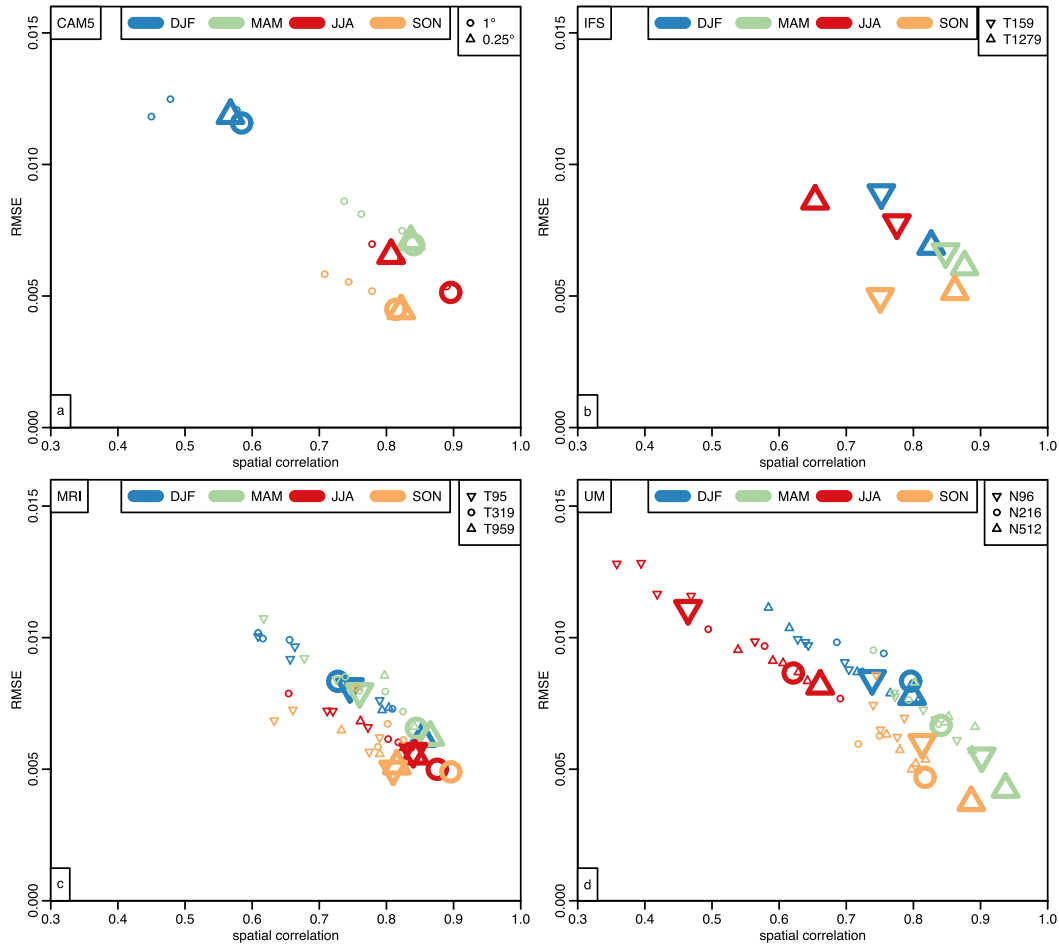 CAM5 DJF MAM JJA SON 1°
0.25°
RMSE
0.015
0.010
0.005
0.000
a
0.3 0.4 0.5 0.6 0.7 0.8 0.9 1.0
spatial correlation
IFS DJF MAM JJA SON T159
T1279
RMSE
0.015
0.010
0.005
0.000
b
0.3 0.4 0.5 0.6 0.7 0.8 0.9 1.0
spatial correlation
MRI DJF MAM JJA SON T95
T319
T959
RMSE
0.015
0.010
0.005
0.000
c
0.3 0.4 0.5 0.6 0.7 0.8 0.9 1.0
spatial correlation
UM DJF MAM JJA SON N96
N216
N512
RMSE
0.015
0.010
0.005
0.000
d
0.3 0.4 0.5 0.6 0.7 0.8 0.9 1.0
spatial correlation